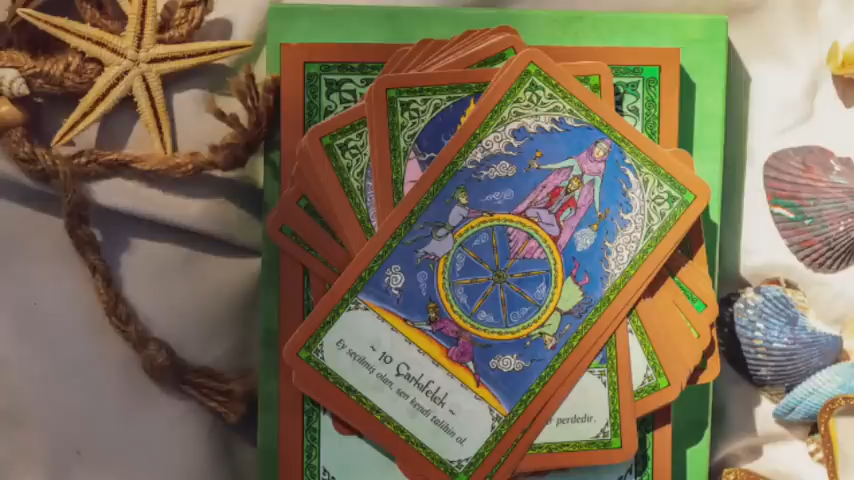 ~ 10 Çarkıfelek ~
Ey seçilmiş olan, sen kendi talihin ol.
perdedir.